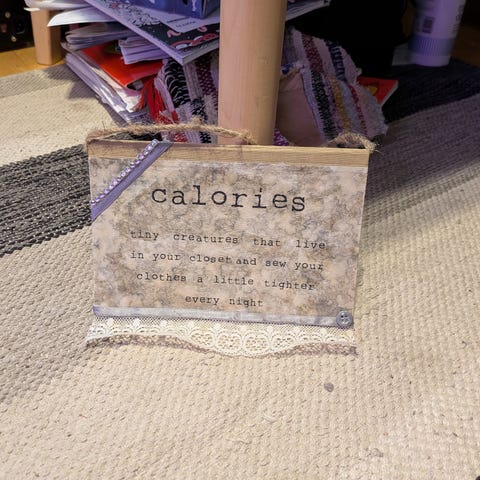 calories
tiny creatures that live
in your closet and sew your
clothes a little tighter
every night